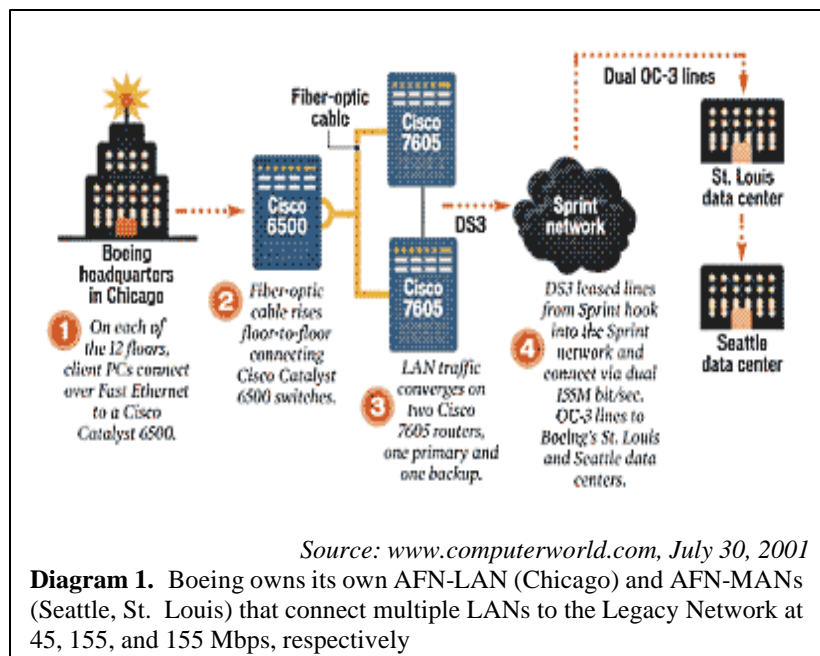 Dual OC-3 lines
Fiber-optic
cable
Cisco
7605
Cisco
6500
DS3
Sprint
network
St. Louis
data center
Cisco
7605
Seattle
data center
Boeing
headquarters
in Chicago
1
On each of
the 12 floors,
client PCs connect
over Fast Ethernet
to a Cisco
Catalyst 6500.
2
Fiber-optic
cable rises
floor-to-floor
connecting
Cisco Catalyst
6500 switches.
3
LAN traffic
converges on
two Cisco
7605 routers,
one primary and
one backup.
4
DS3 leased lines
from Sprint hook
into the Sprint
network and
connect via dual
155M bit/sec.
OC-3 lines to
Boeing's St. Louis
and Seattle data
centers.
Source: www.computerworld.com, July 30, 2001
Diagram 1. Boeing owns its own AFN-LAN (Chicago) and AFN-MANs
(Seattle, St. Louis) that connect multiple LANs to the Legacy Network at
45, 155, and 155 Mbps, respectively